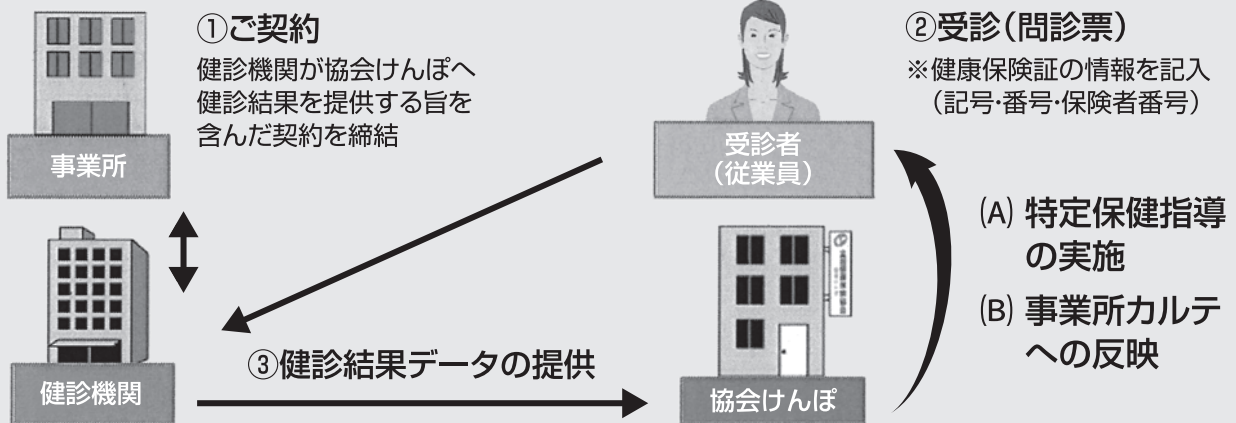 ①ご契約
健診機関が協会けんぽへ
健診結果を提供する旨を
含んだ契約を締結
事業所
②受診(問診票)
※健康保険証の情報を記入
(記号・番号・保険者番号)
受診者
(従業員)
(A) 特定保健指導
の実施
(B) 事業所カルテ
への反映
③健診結果データの提供
健診機関
協会けんぽ